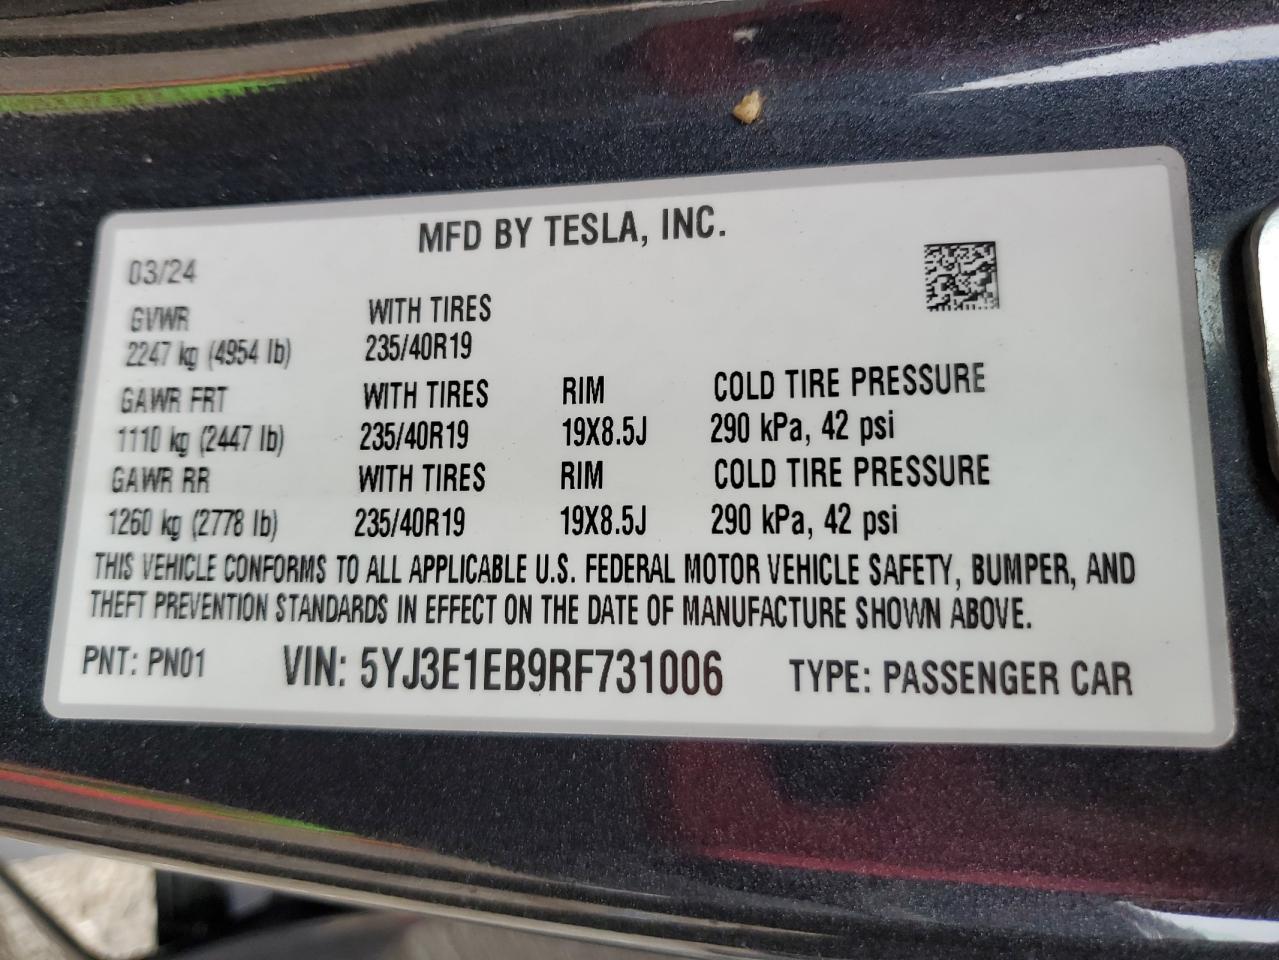 MFD BY TESLA, INC.
03/24
GVWR WITH TIRES
2247 kg (4954 lb) 235/40R19
GAWR FRT WITH TIRES RIM COLD TIRE PRESSURE
1110 kg (2447 lb) 235/40R19 19X8.5J 290 kPa, 42 psi
GAWR RR WITH TIRES RIM COLD TIRE PRESSURE
1260 kg (2778 lb) 235/40R19 19X8.5J 290 kPa, 42 psi
THIS VEHICLE CONFORMS TO ALL APPLICABLE U.S. FEDERAL MOTOR VEHICLE SAFETY, BUMPER, AND
THEFT PREVENTION STANDARDS IN EFFECT ON THE DATE OF MANUFACTURE SHOWN ABOVE.
PNT: PN01 VIN: 5YJ3E1EB9RF731006 TYPE: PASSENGER CAR